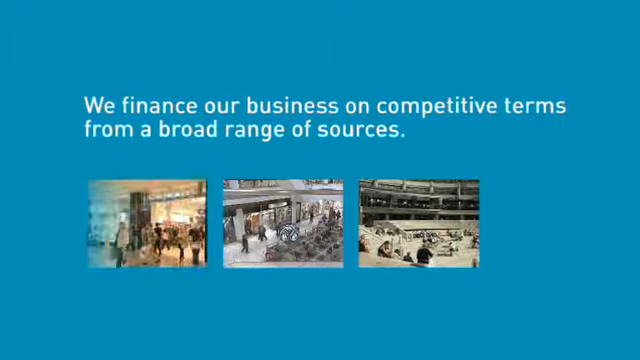 We finance our business on competitive terms
from a broad range of sources.